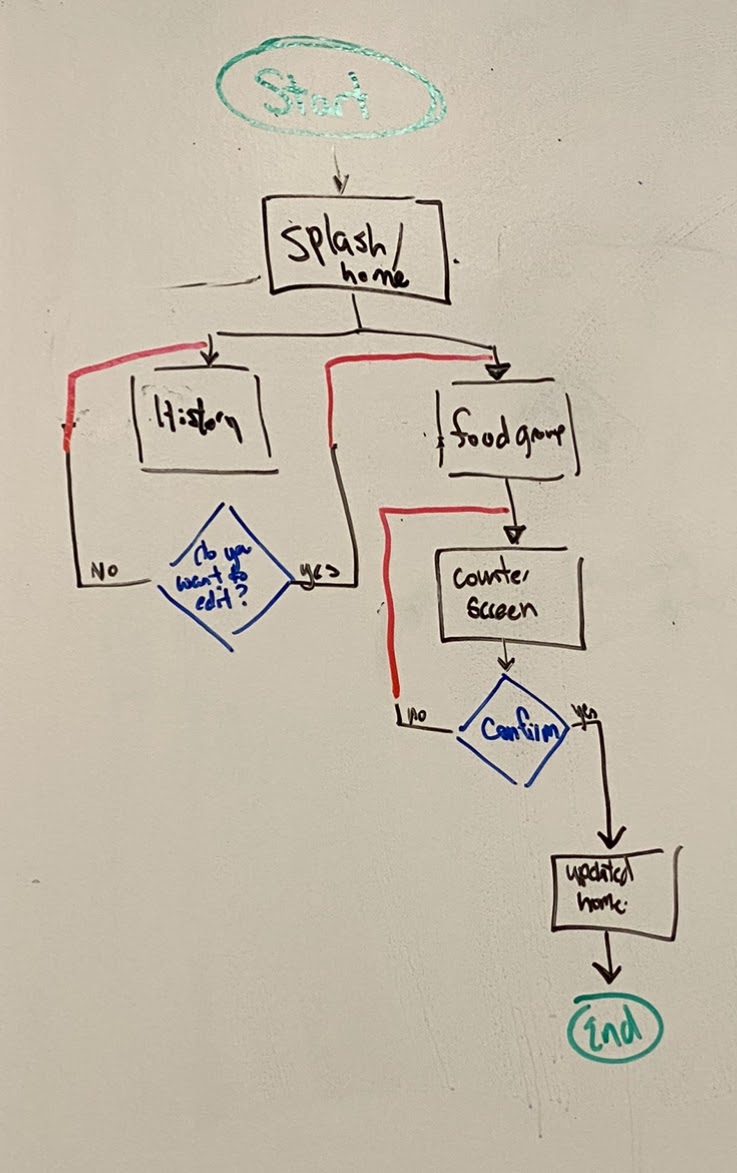 Start
Splash/
home
History
food group
do you
want to
edit?
No
yes
counter
screen
Confirm
no
yes
updated
home
End